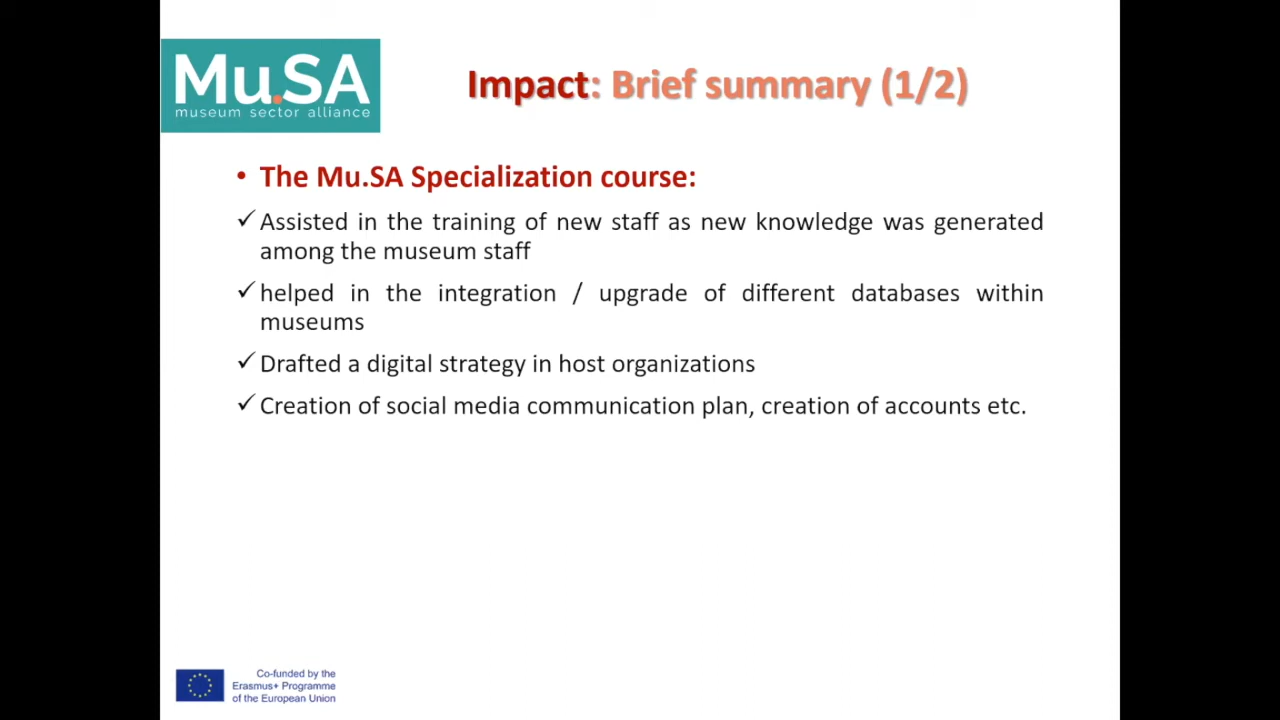 Mu.SA
museum sector alliance
Impact: Brief summary (1/2)
• The Mu.SA Specialization course:
✓ Assisted in the training of new staff as new knowledge was generated
among the museum staff
✓ helped in the integration / upgrade of different databases within
museums
✓ Drafted a digital strategy in host organizations
✓ Creation of social media communication plan, creation of accounts etc.
Co-funded by the
Erasmus+ Programme
of the European Union